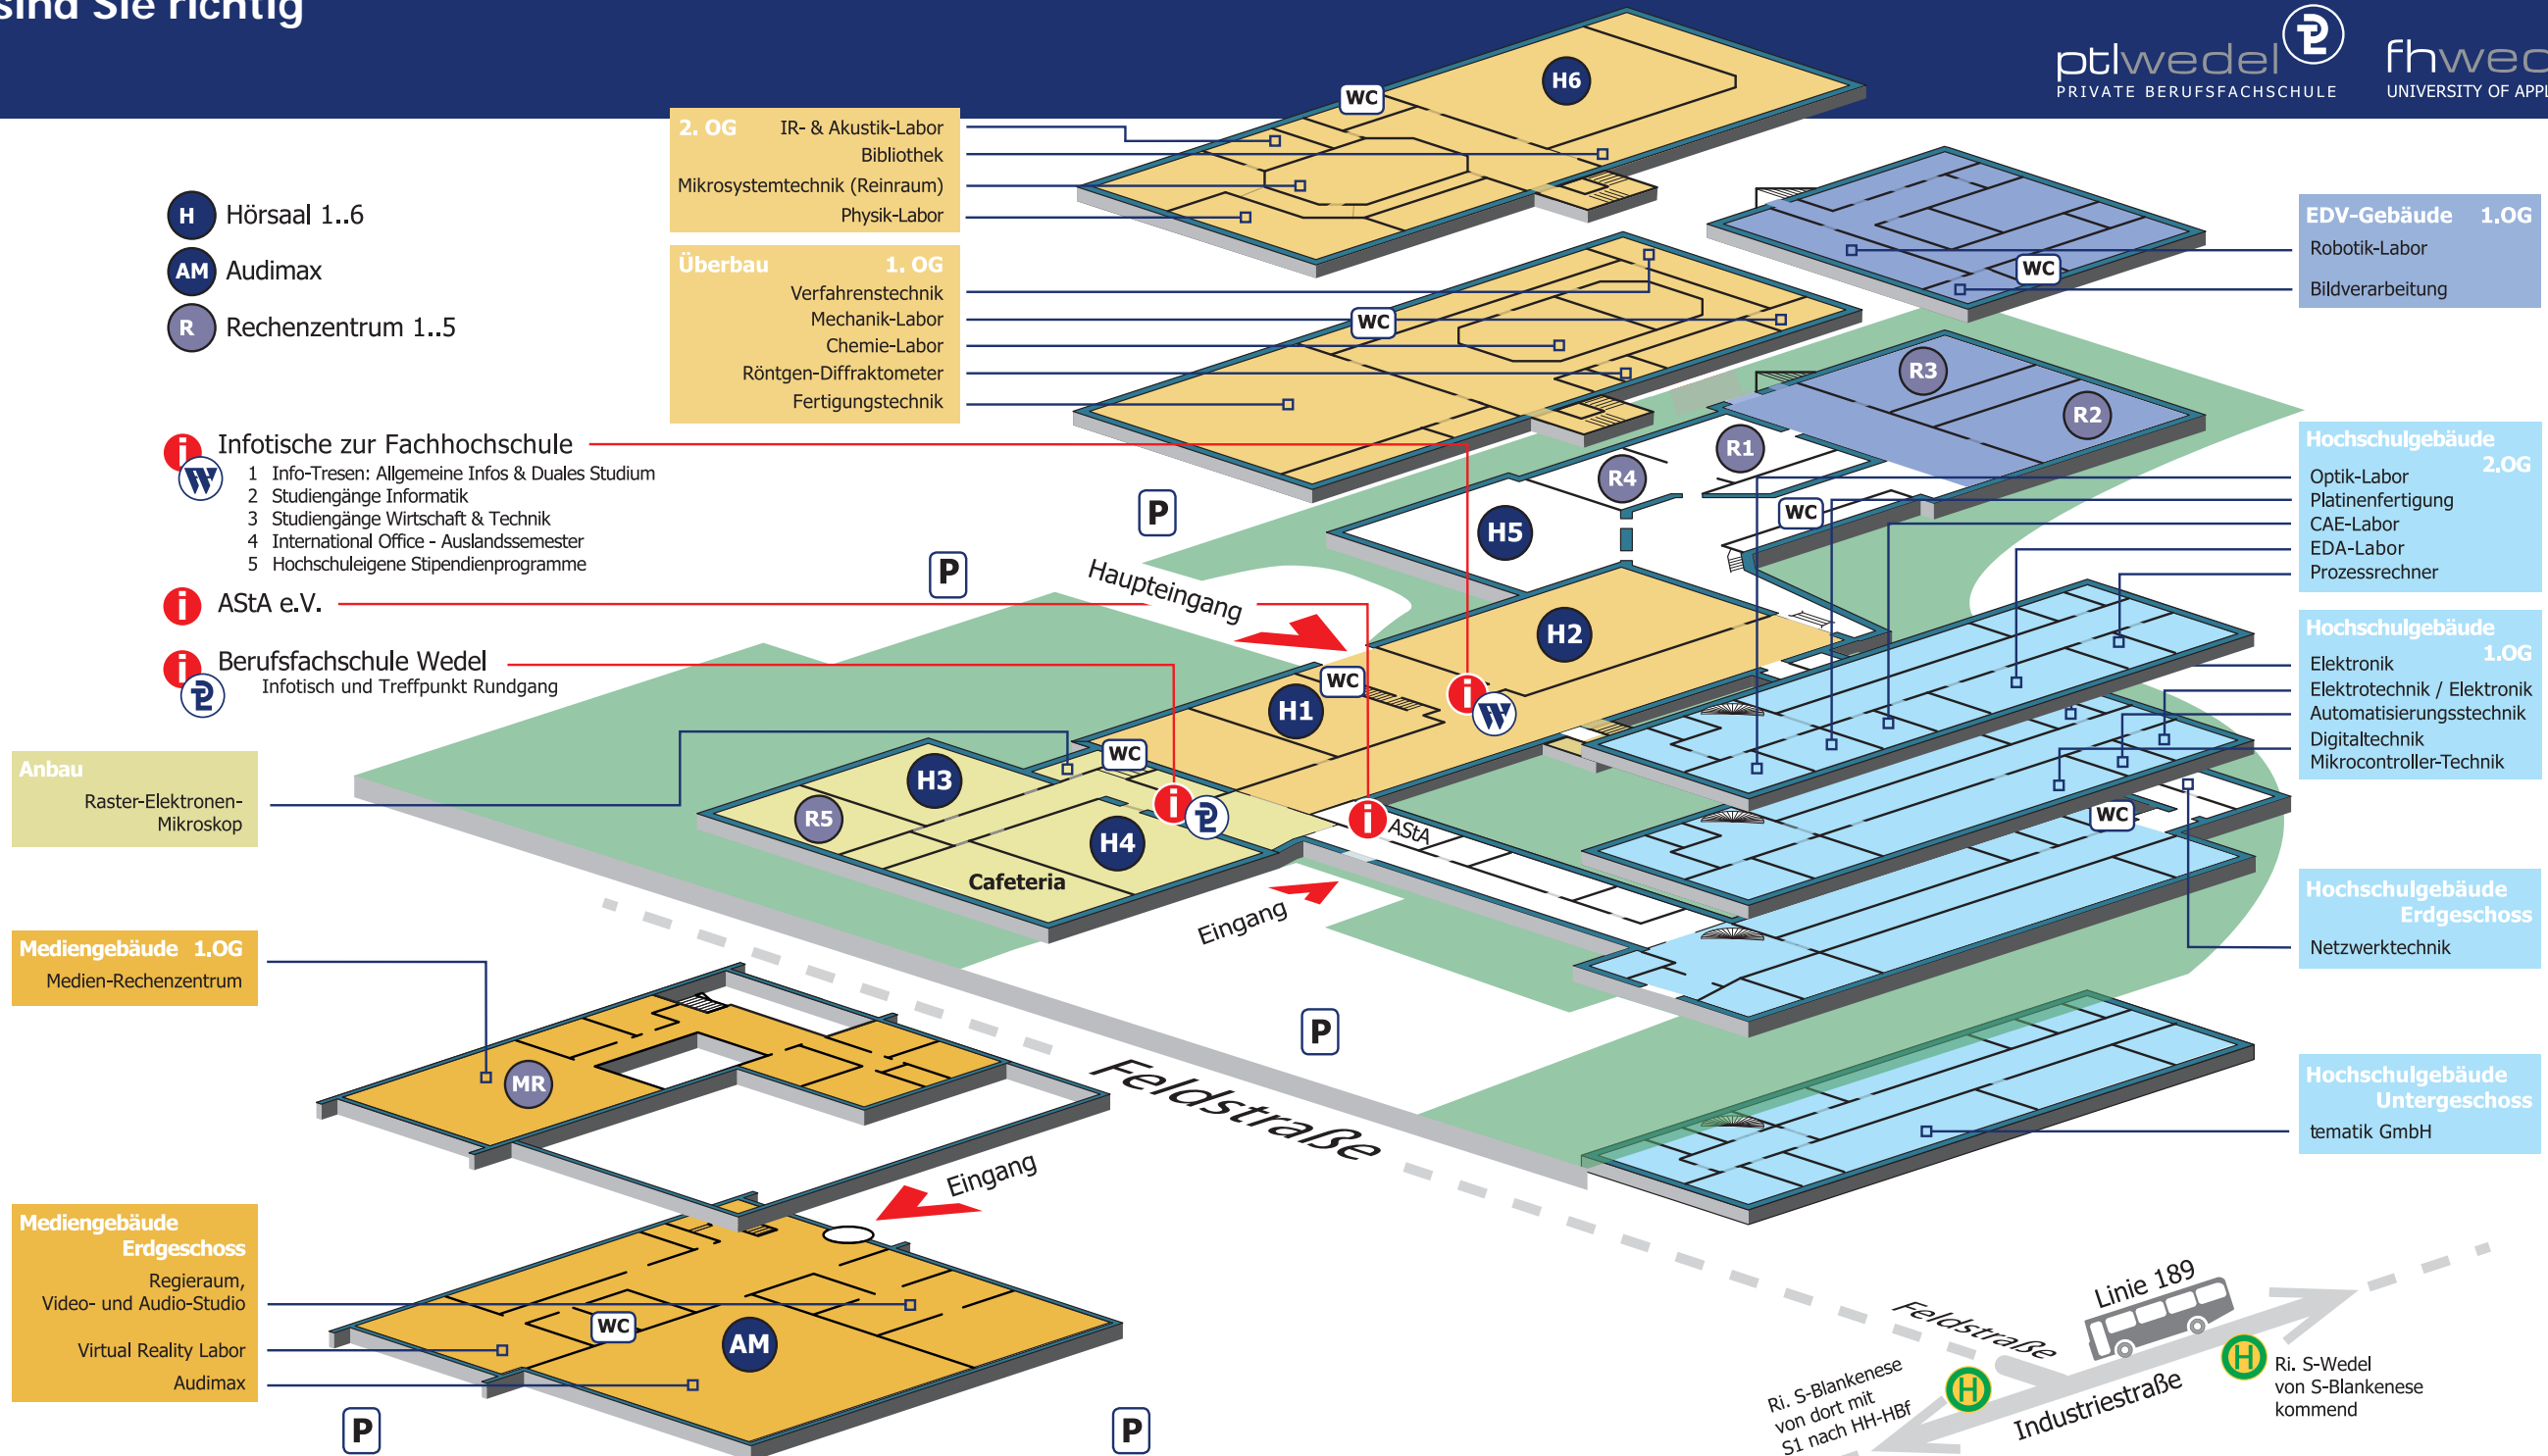 sind Sie richtig
ptlwedel
PRIVATE BERUFSFACHSCHULE
fhwed
UNIVERSITY OF APPL
H Hörsaal 1..6
AM Audimax
R Rechenzentrum 1..5
2. OG IR- & Akustik-Labor
Bibliothek
Mikrosystemtechnik (Reinraum)
Physik-Labor
Überbau 1. OG
Verfahrenstechnik
Mechanik-Labor
Chemie-Labor
Röntgen-Diffraktometer
Fertigungstechnik
i Infotische zur Fachhochschule
1 Info-Tresen: Allgemeine Infos & Duales Studium
2 Studiengänge Informatik
3 Studiengänge Wirtschaft & Technik
4 International Office - Auslandssemester
5 Hochschuleigene Stipendienprogramme
i AStA e.V.
i Berufsfachschule Wedel
Infotisch und Treffpunkt Rundgang
Anbau
Raster-Elektronen-
Mikroskop
Mediengebäude 1.OG
Medien-Rechenzentrum
Mediengebäude
Erdgeschoss
Regieraum,
Video- und Audio-Studio
Virtual Reality Labor
Audimax
EDV-Gebäude 1.OG
Robotik-Labor
Bildverarbeitung
Hochschulgebäude
2.OG
Optik-Labor
Platinenfertigung
CAE-Labor
EDA-Labor
Prozessrechner
Hochschulgebäude
1.OG
Elektronik
Elektrotechnik / Elektronik
Automatisierungsstechnik
Digitaltechnik
Mikrocontroller-Technik
Hochschulgebäude
Erdgeschoss
Netzwerktechnik
Hochschulgebäude
Untergeschoss
tematik GmbH
H6
WC
WC
WC
R3
R2
R1
R4
H5
WC
P
P
Haupteingang
H2
WC
H1
i
W
WC
H3
R5
i
H4
Cafeteria
i AStA
WC
Eingang
P
MR
Feldstraße
Eingang
WC
AM
P
P
Linie 189
Feldstraße
H
H
Industriestraße
Ri. S-Blankenese
von dort mit
S1 nach HH-HBf
Ri. S-Wedel
von S-Blankenese
kommend